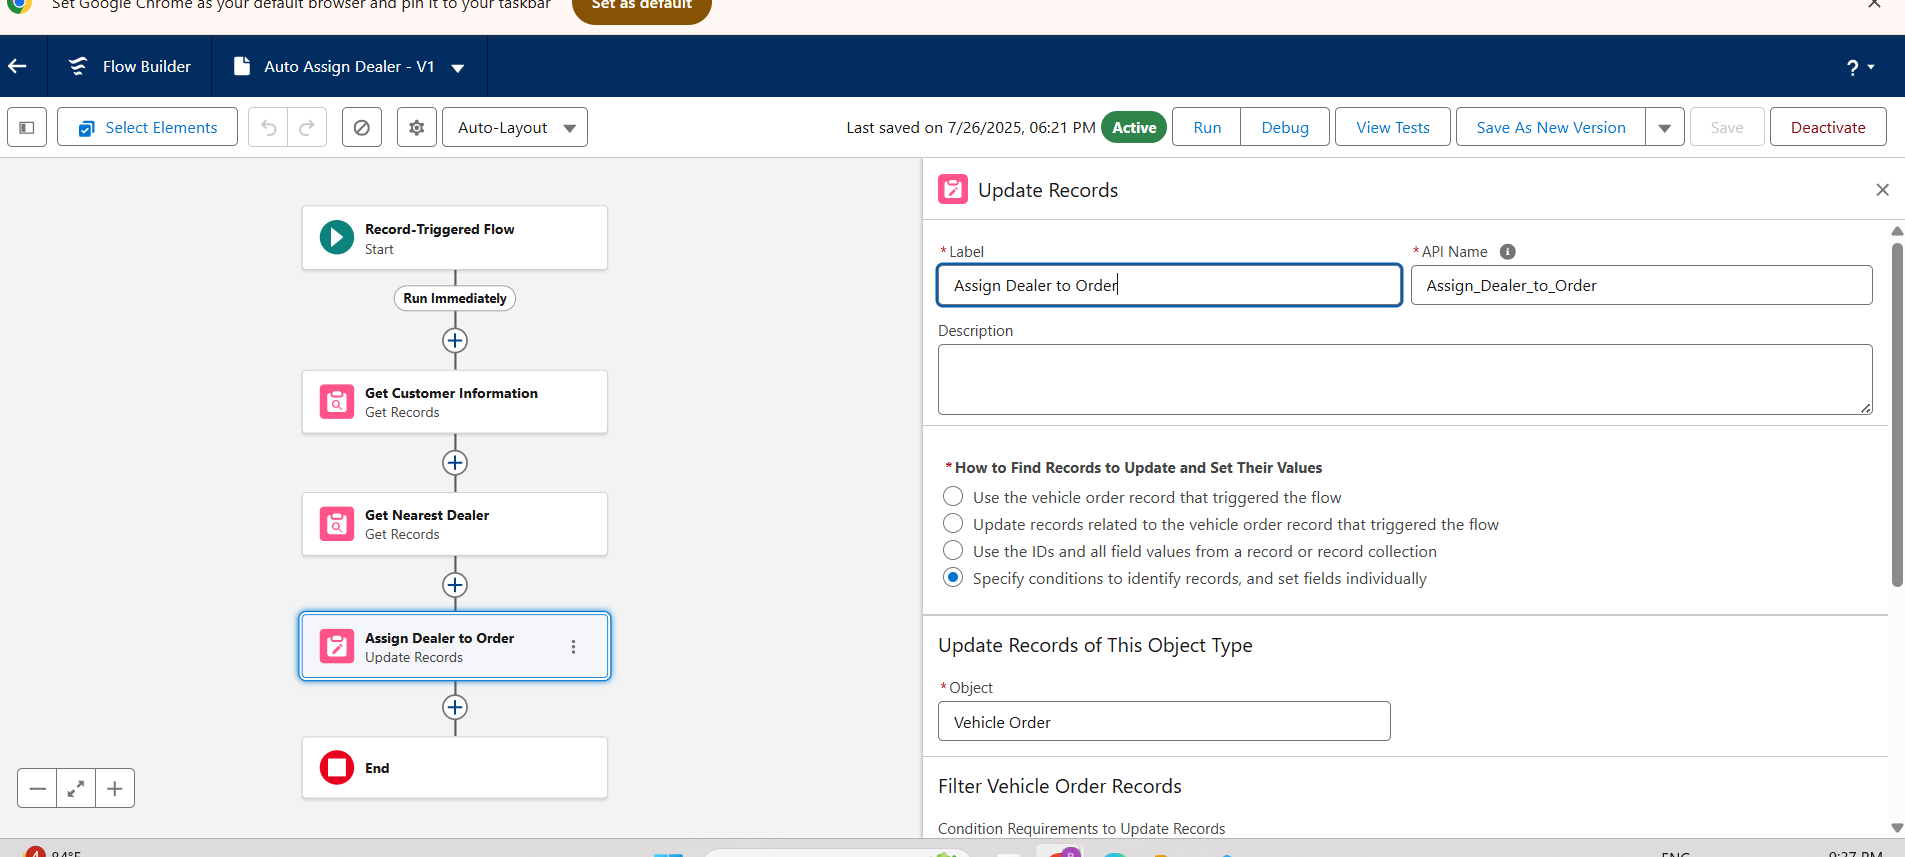 Set Google Chrome as your default browser and pin it to your taskbar
Set as default
Flow Builder
Auto Assign Dealer - V1
?
Select Elements
Auto-Layout
Last saved on 7/26/2025, 06:21 PM
Active
Run
Debug
View Tests
Save As New Version
Save
Deactivate
Record-Triggered Flow
Start
Run Immediately
Get Customer Information
Get Records
Get Nearest Dealer
Get Records
Assign Dealer to Order
Update Records
End
Update Records
* Label
Assign Dealer to Order
* API Name
Assign_Dealer_to_Order
Description
* How to Find Records to Update and Set Their Values
Use the vehicle order record that triggered the flow
Update records related to the vehicle order record that triggered the flow
Use the IDs and all field values from a record or record collection
Specify conditions to identify records, and set fields individually
Update Records of This Object Type
* Object
Vehicle Order
Filter Vehicle Order Records
Condition Requirements to Update Records
4
84°F
ENG
9:37 PM